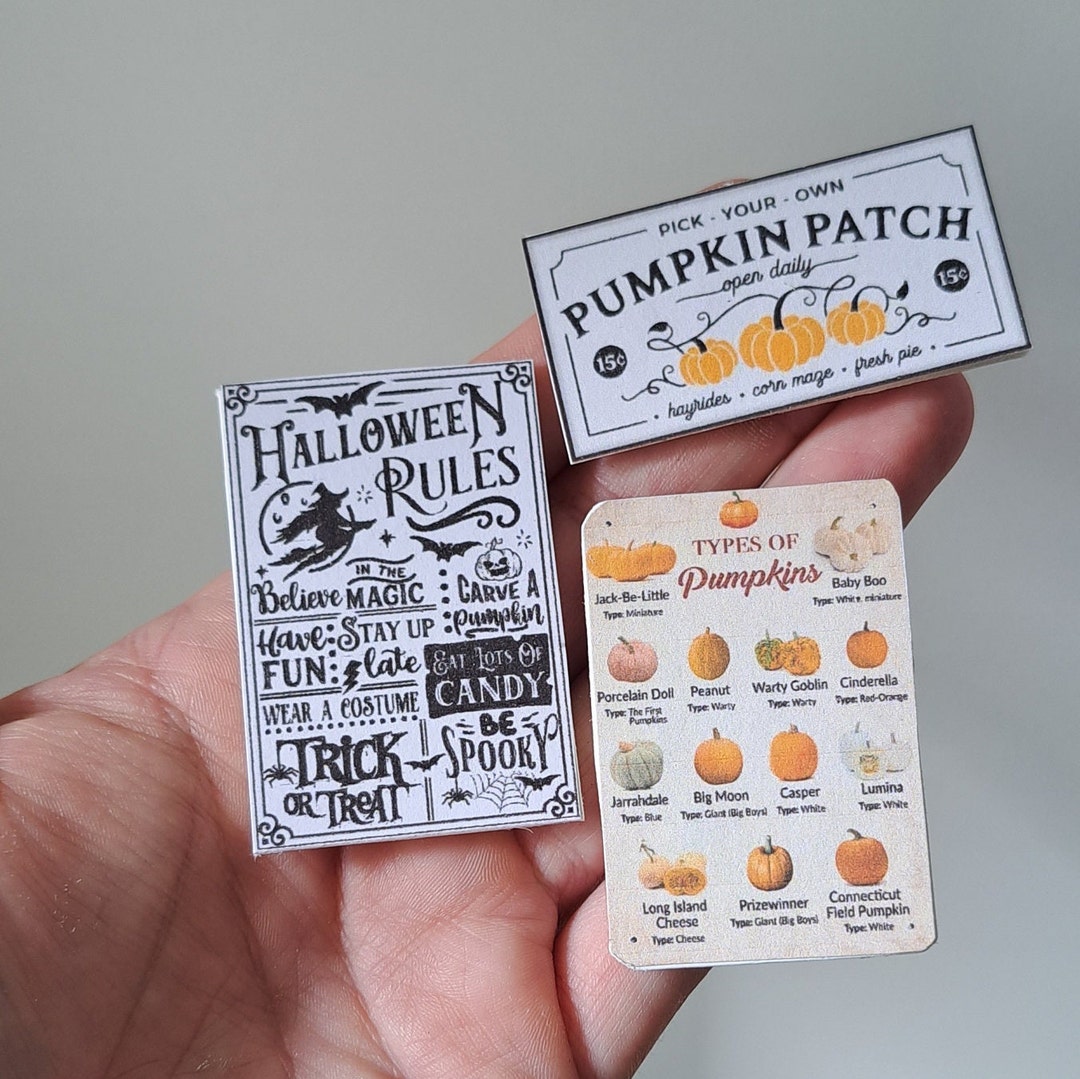 PICK - YOUR - OWN
PUMPKIN PATCH
open daily
15¢
15¢
• hayrides • corn maze • fresh pie •
HALLOWEEN
RULES
Believe IN THE MAGIC
CARVE A
Pumpkin
Have FUN
STAY UP late
WEAR A COSTUME
EAT LOTS OF
CANDY
TRICK
OR TREAT
BE
SPOOKY
TYPES OF
Pumpkins
Jack-Be-Little
Type: Miniature
Baby Boo
Type: White, miniature
Porcelain Doll
Type: The First
Pumpkins
Peanut
Type: Warty
Warty Goblin
Type: Warty
Cinderella
Type: Red-Orange
Jarrahdale
Type: Blue
Big Moon
Type: Giant (Big Boys)
Casper
Type: White
Lumina
Type: White
Long Island
Cheese
Type: Cheese
Prizewinner
Type: Giant (Big Boys)
Connecticut
Field Pumpkin
Type: White